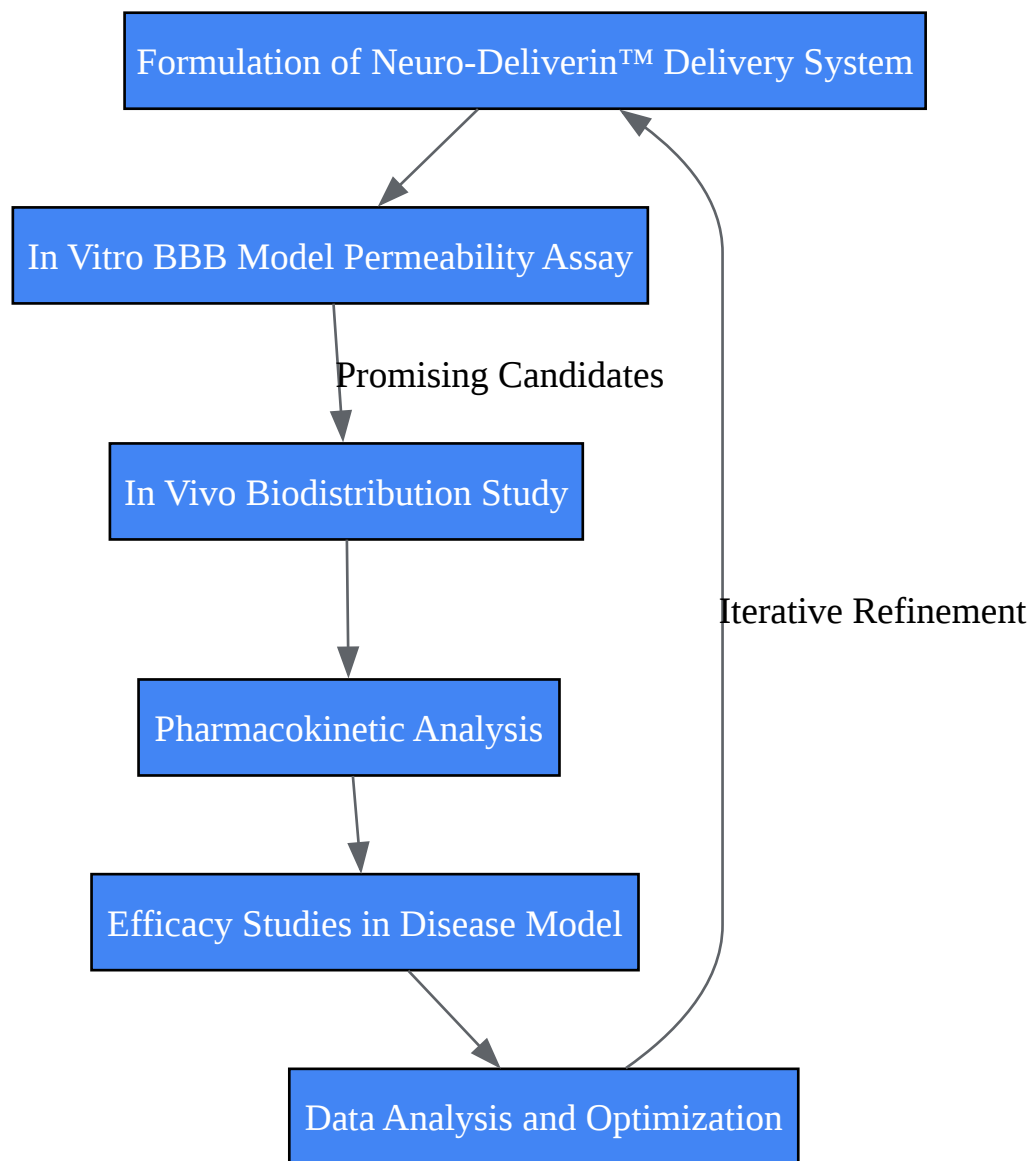 Formulation of Neuro-Deliverin™ Delivery System
In Vitro BBB Model Permeability Assay
Promising Candidates
In Vivo Biodistribution Study
Iterative Refinement
Pharmacokinetic Analysis
Efficacy Studies in Disease Model
Data Analysis and Optimization